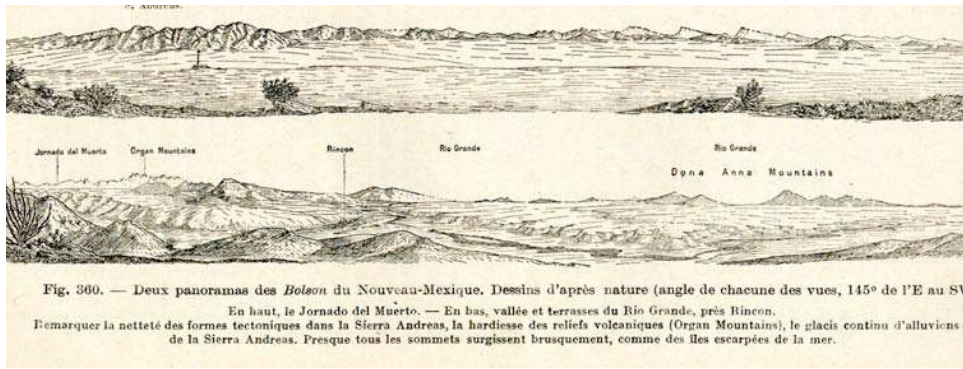 Andreas.
Jornado del Muerto Organ Mountains Rincon Rio Grande Rio Grande
Dona Anna Mountains
Fig. 360. — Deux panoramas des Bolson du Nouveau-Mexique. Dessins d'après nature (angle de chacune des vues, 145° de l'E au SW
En haut, le Jornado del Muerto. — En bas, vallée et terrasses du Rio Grande, près Rincon.
Remarquer la netteté des formes tectoniques dans la Sierra Andreas, la hardiesse des reliefs volcaniques (Organ Mountains), le glacis continu d'alluvions
de la Sierra Andreas. Presque tous les sommets surgissent brusquement, comme des îles escarpées de la mer.